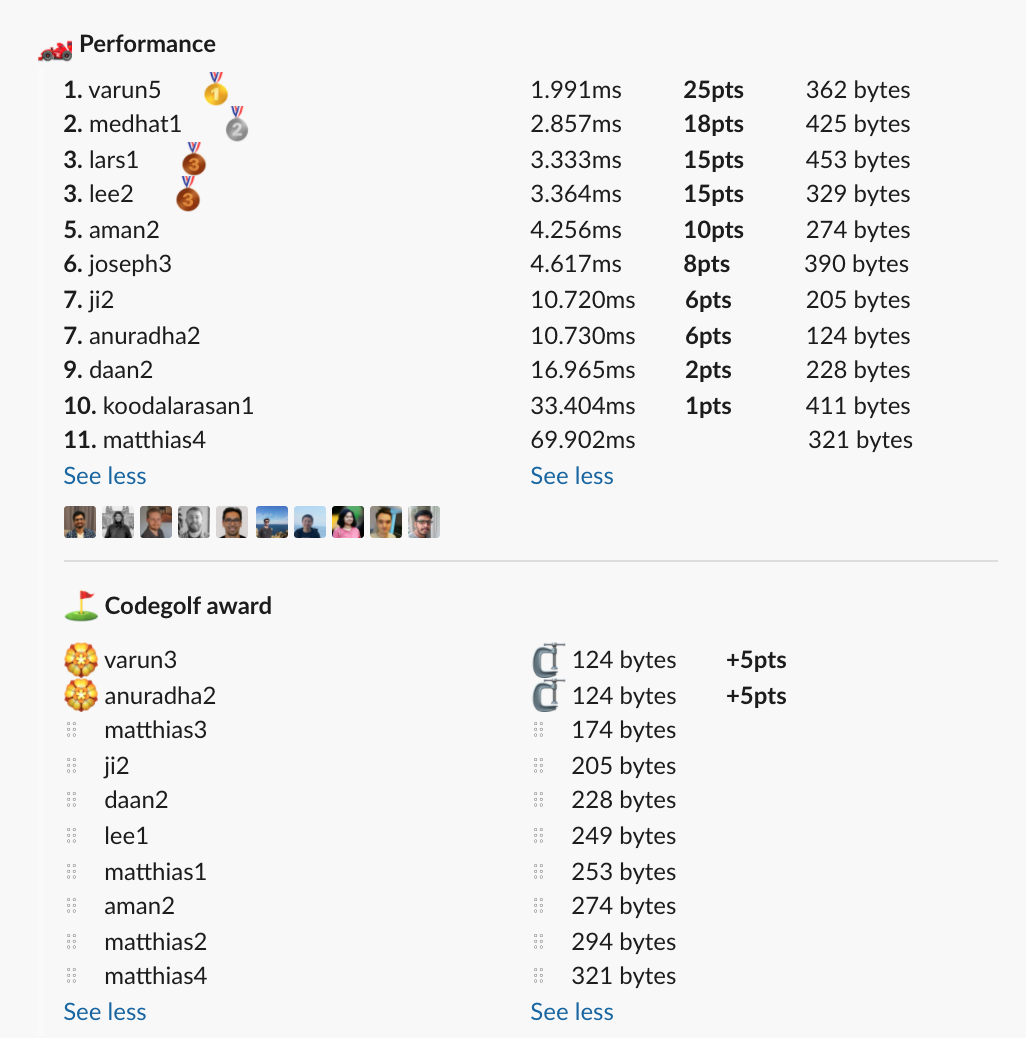 Performance
1. varun5 1.991ms 25pts 362 bytes
2. medhat1 2.857ms 18pts 425 bytes
3. lars1 3.333ms 15pts 453 bytes
3. lee2 3.364ms 15pts 329 bytes
5. aman2 4.256ms 10pts 274 bytes
6. joseph3 4.617ms 8pts 390 bytes
7. ji2 10.720ms 6pts 205 bytes
7. anuradha2 10.730ms 6pts 124 bytes
9. daan2 16.965ms 2pts 228 bytes
10. koodalarasan1 33.404ms 1pts 411 bytes
11. matthias4 69.902ms 321 bytes
See less See less
Codegolf award
varun3 124 bytes +5pts
anuradha2 124 bytes +5pts
matthias3 174 bytes
ji2 205 bytes
daan2 228 bytes
lee1 249 bytes
matthias1 253 bytes
aman2 274 bytes
matthias2 294 bytes
matthias4 321 bytes
See less See less